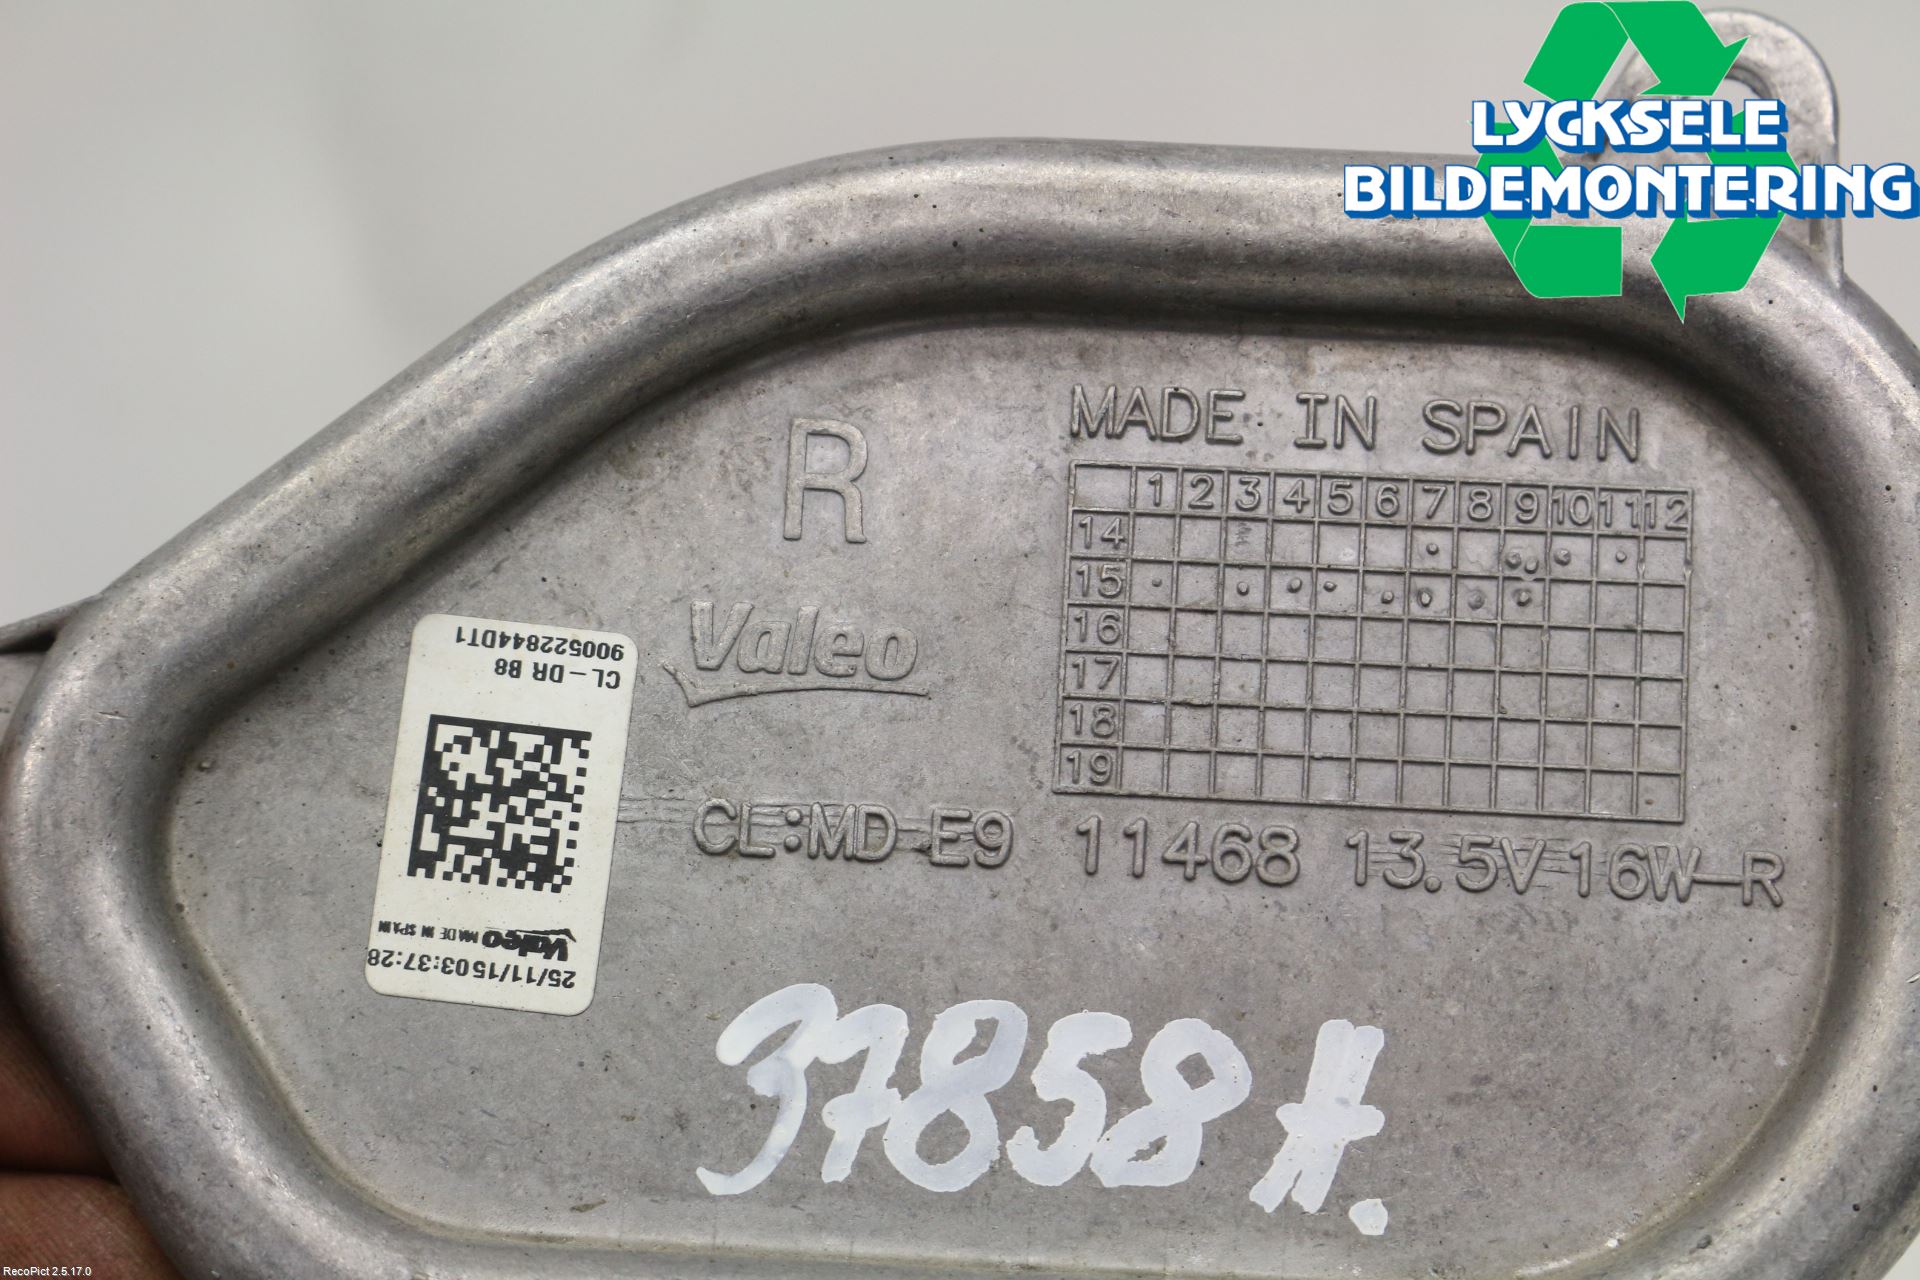 LYCKSELE
BILDEMONTERING
MADE IN SPAIN
R
1 2 3 4 5 6 7 8 9 10 11 12
14
15
16
17
18
19
Valeo
900522844DT1
CL-DR B8
Valeo MADE IN SPAIN
25/11/15 03:37:28
CL:MD E9 11468 13.5V 16W-R
37858 H.
RecoPict 2.5.17.0